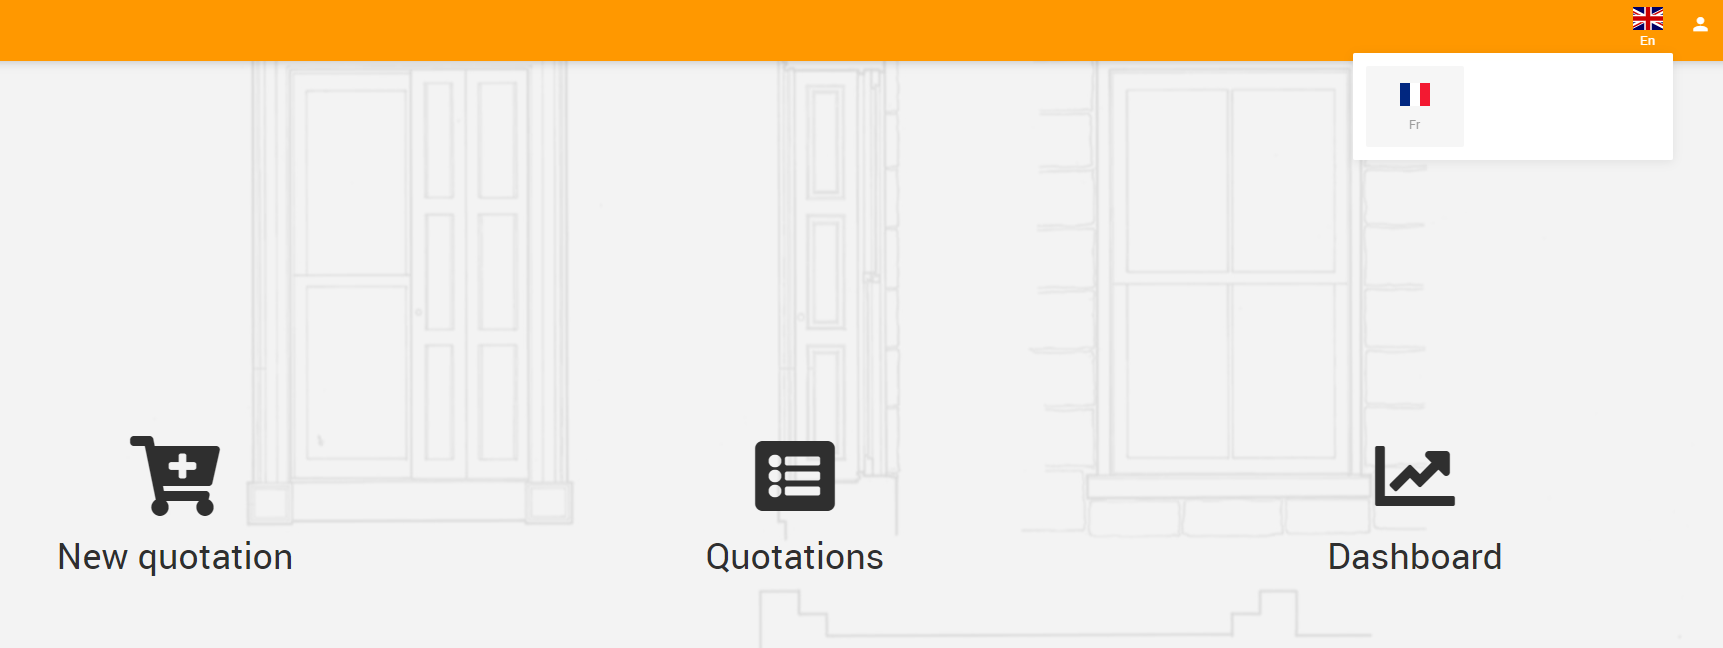 En
Fr
New quotation
Quotations
Dashboard